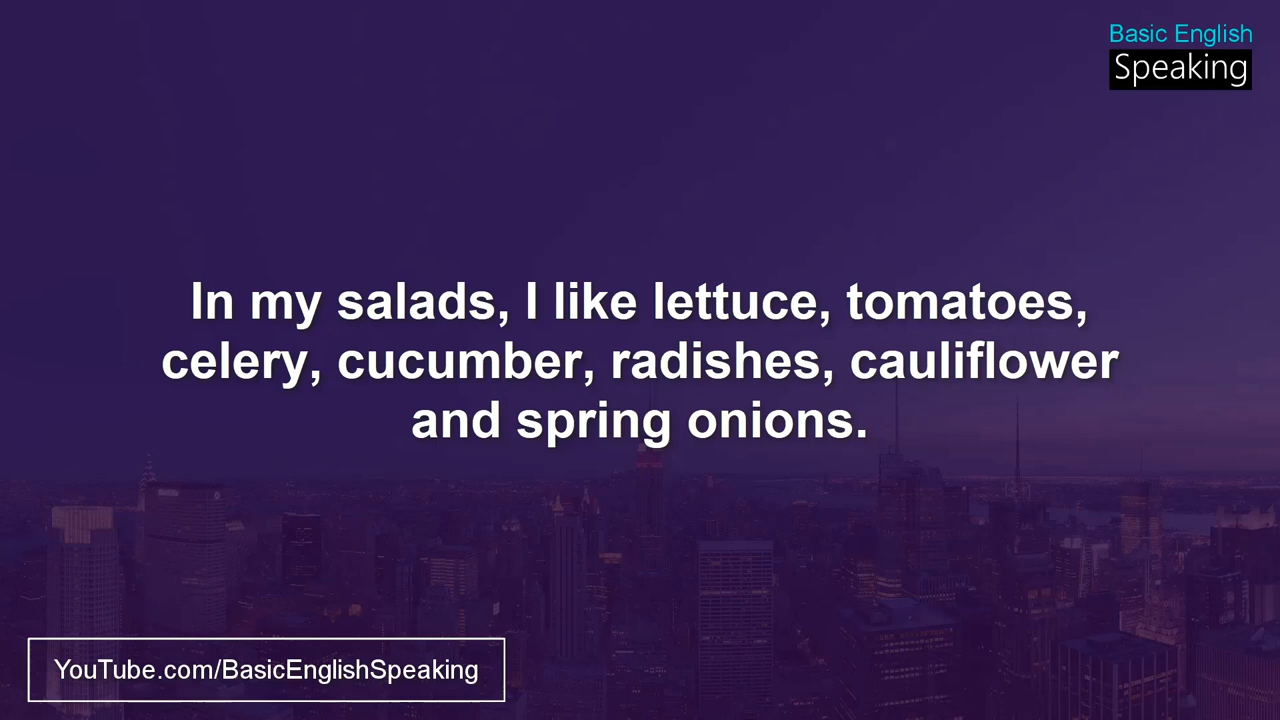 Basic English
Speaking
In my salads, I like lettuce, tomatoes,
celery, cucumber, radishes, cauliflower
and spring onions.
YouTube.com/BasicEnglishSpeaking